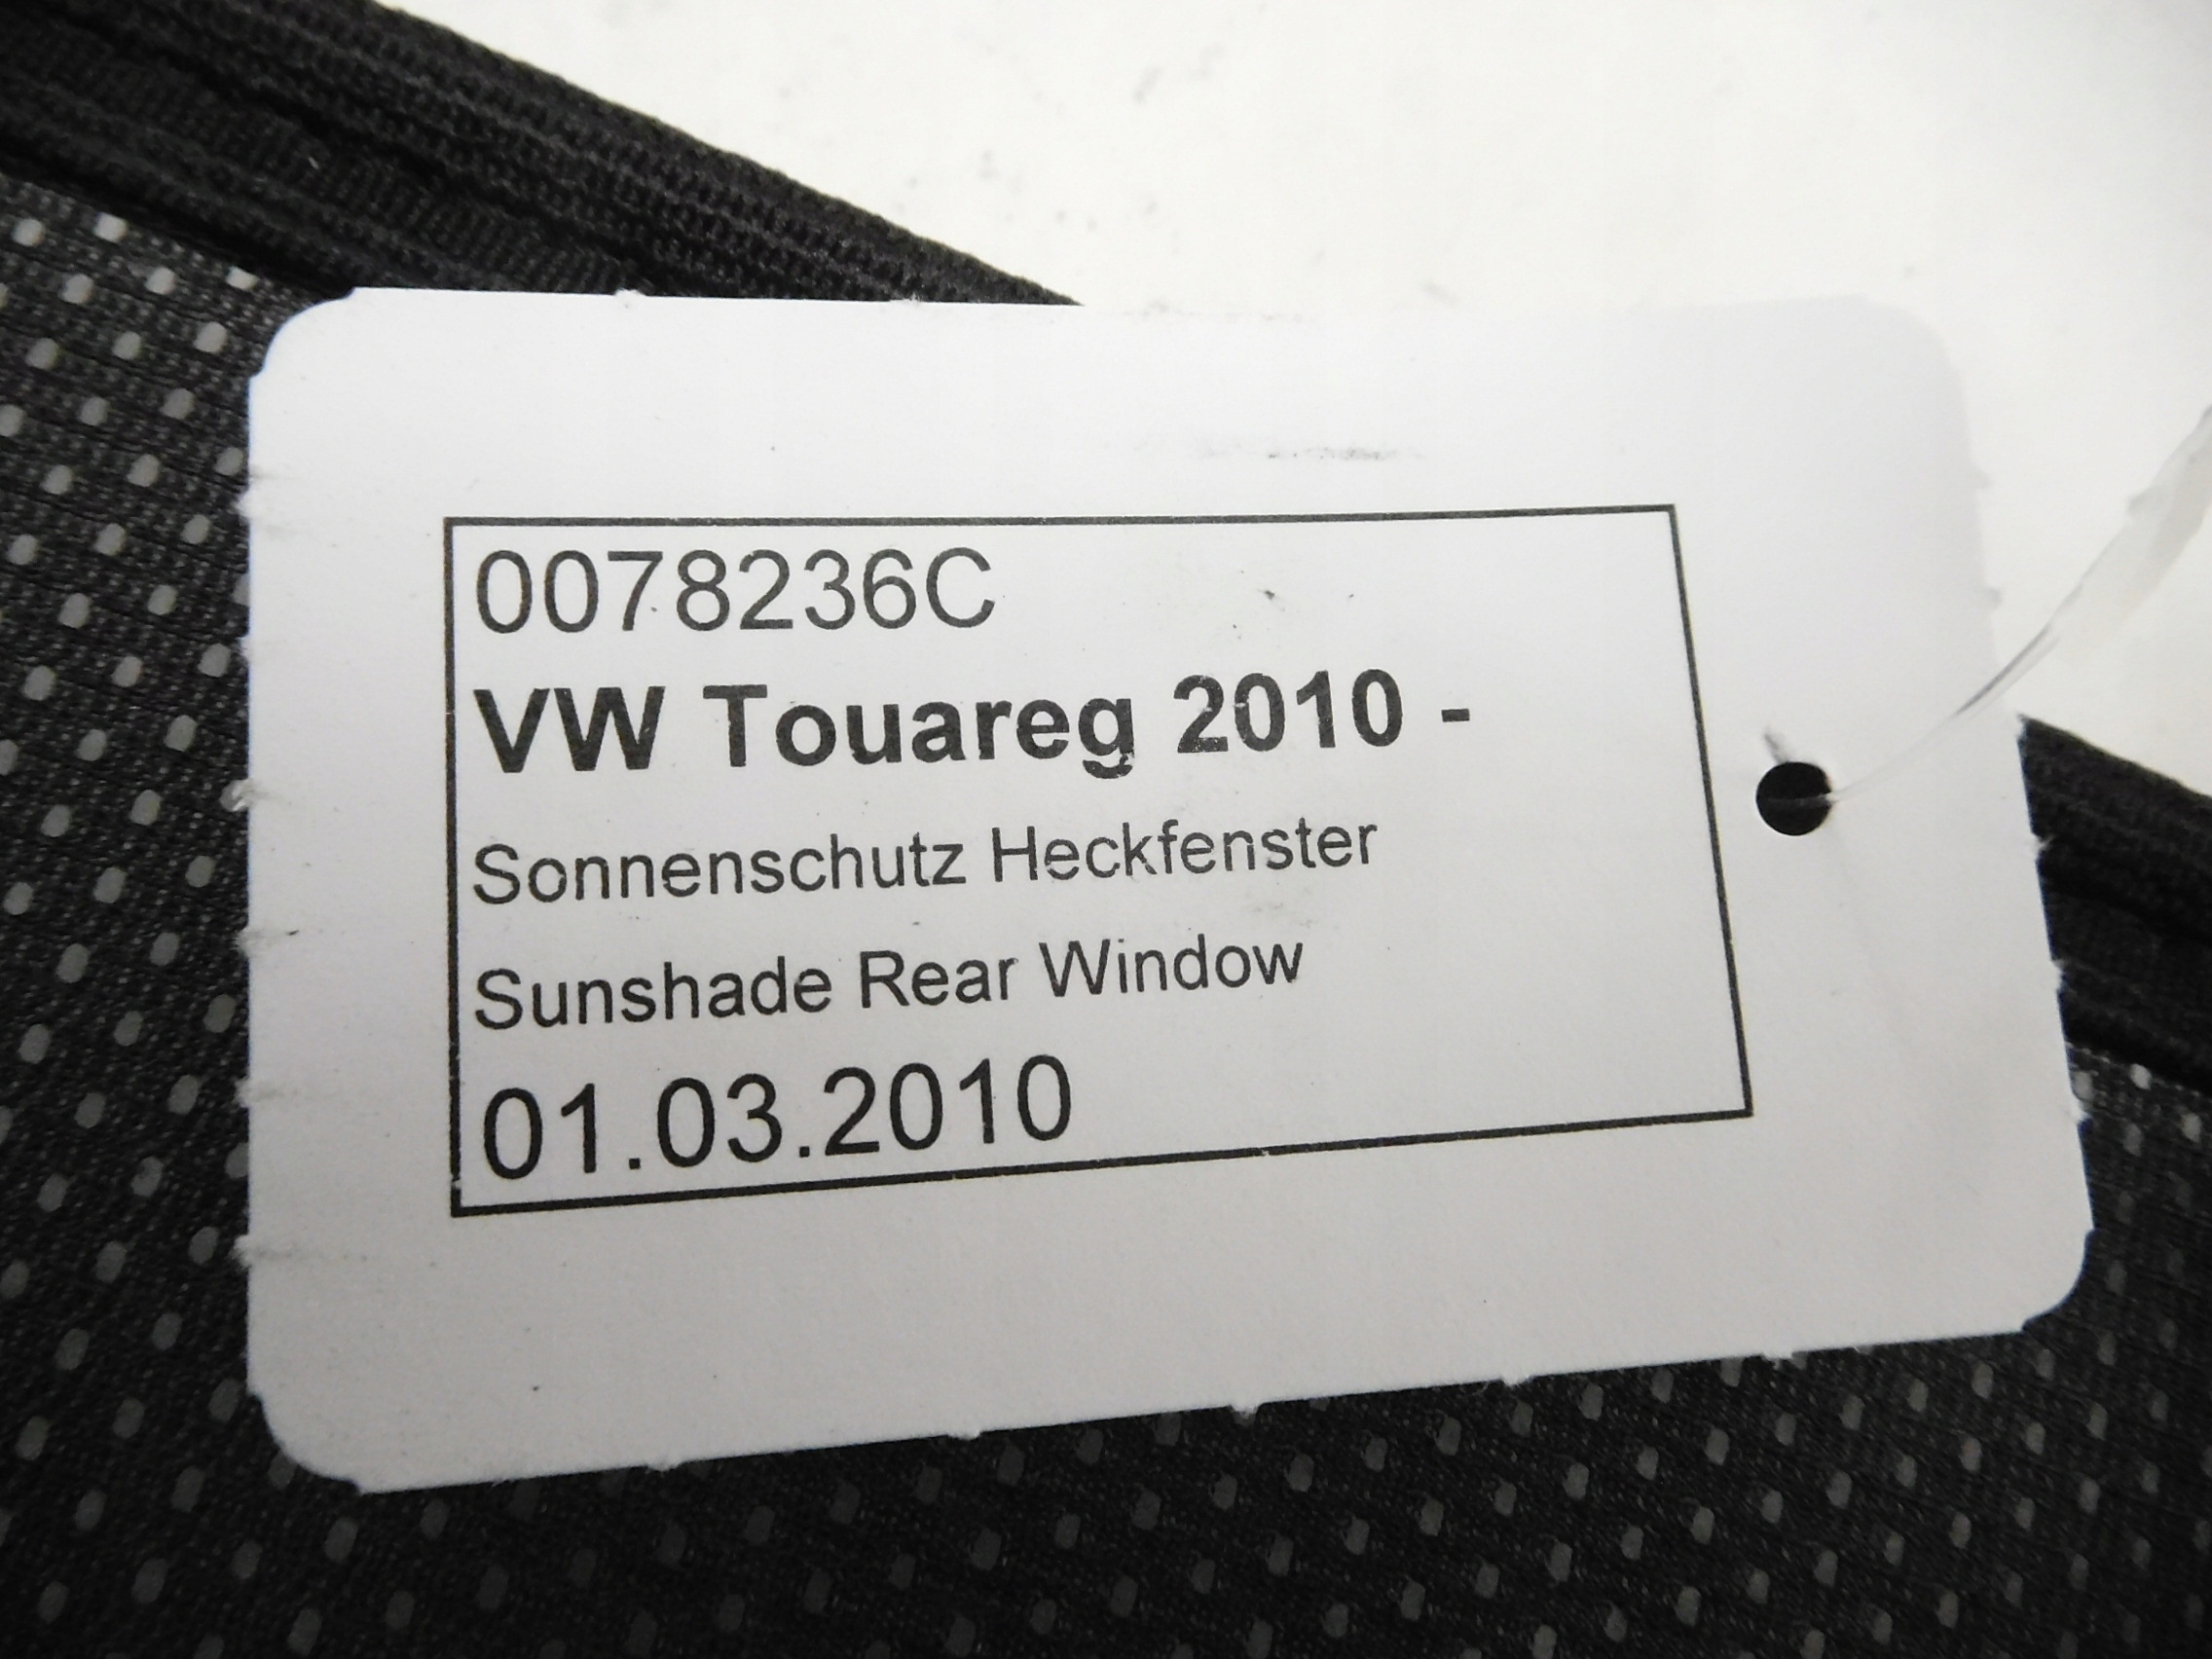 0078236C
VW Touareg 2010 -
Sonnenschutz Heckfenster
Sunshade Rear Window
01.03.2010